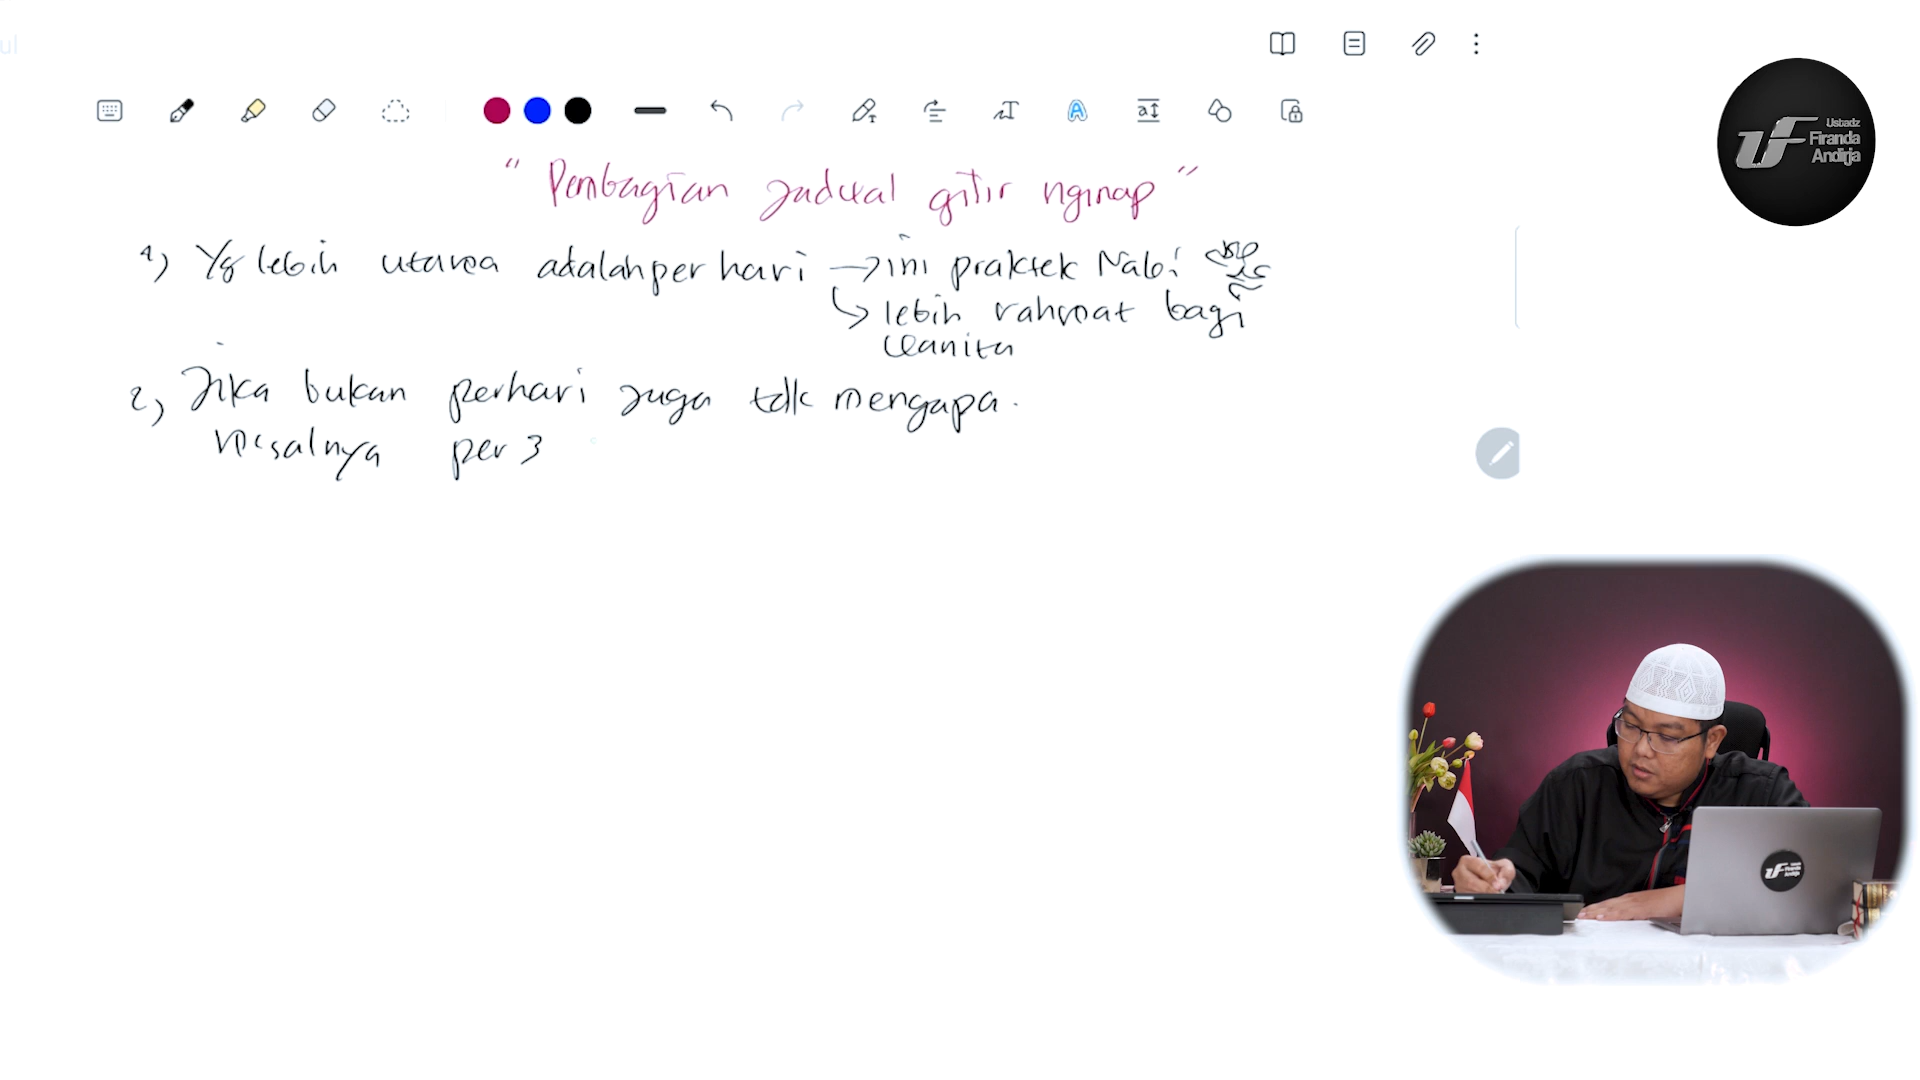 "Pembagian jadwal gilir nginap"
1) Yg lebih utama adalah per hari → ini praktek Nabi ﷺ
↳ lebih rahmat bagi
wanita
2) Jika bukan perhari juga tdk mengapa.
misalnya per 3
Ustadz
Firanda
Andirja